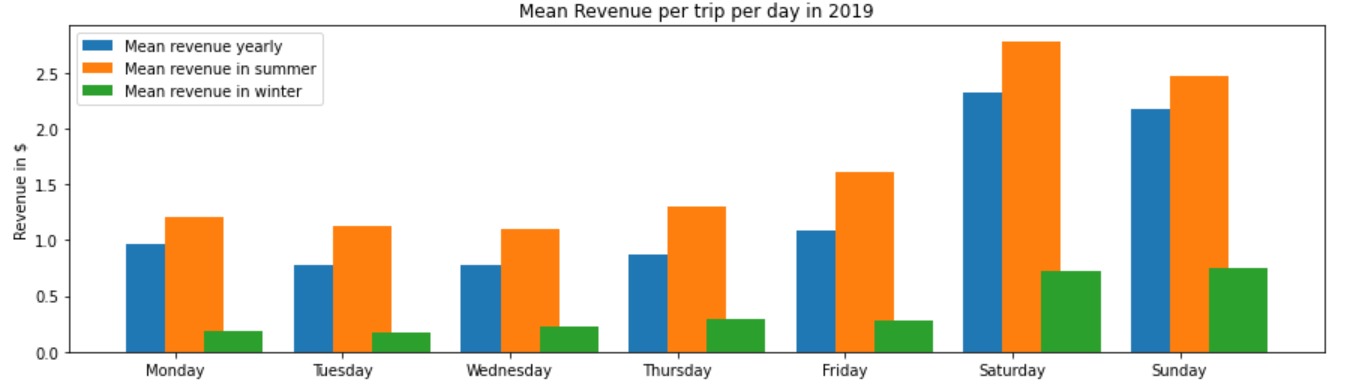 Mean Revenue per trip per day in 2019
Mean revenue yearly
Mean revenue in summer
Mean revenue in winter
Revenue in $
2.5
2.0
1.5
1.0
0.5
0.0
Monday Tuesday Wednesday Thursday Friday Saturday Sunday